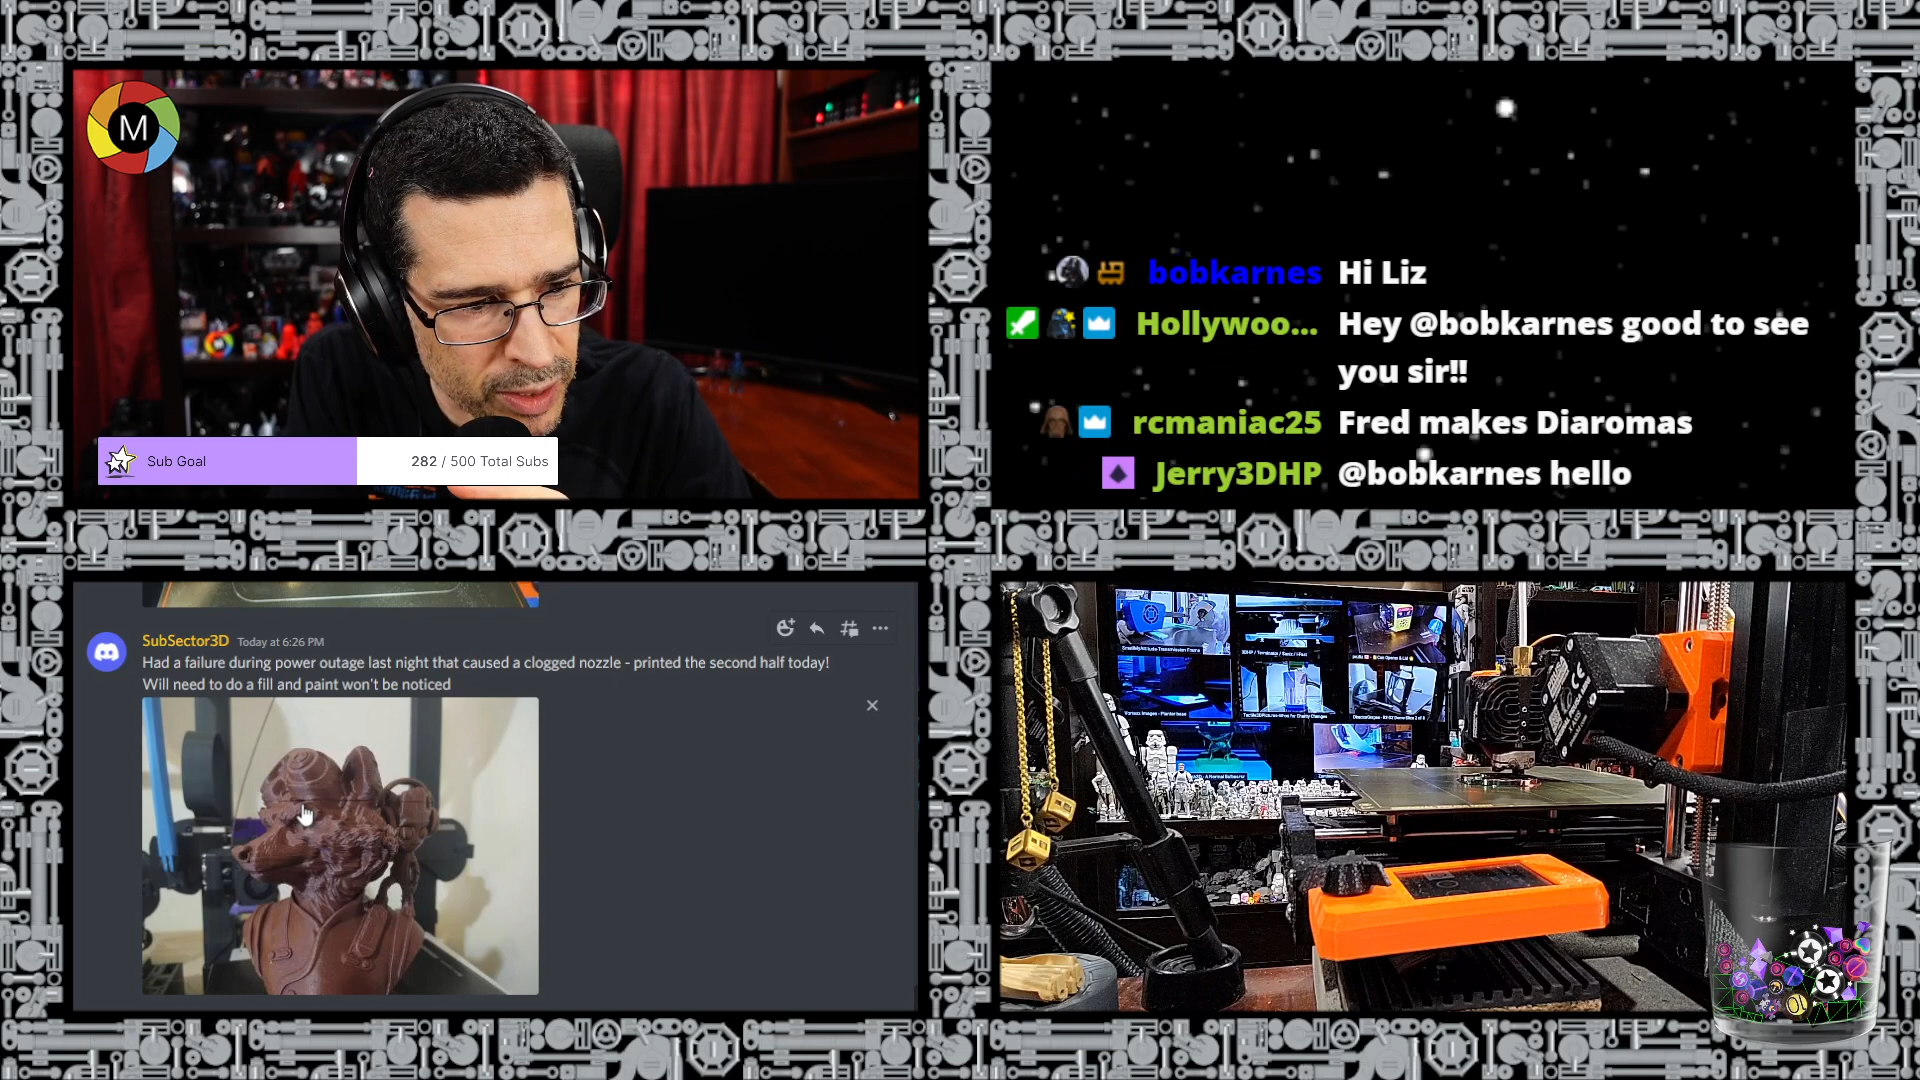 M
Sub Goal 282 / 500 Total Subs
bobkarnes Hi Liz
Hollywoo... Hey @bobkarnes good to see
you sir!!
rcmaniac25 Fred makes Diaromas
Jerry3DHP @bobkarnes hello
SubSector3D Today at 6:26 PM
Had a failure during power outage last night that caused a clogged nozzle - printed the second half today!
Will need to do a fill and paint won't be noticed